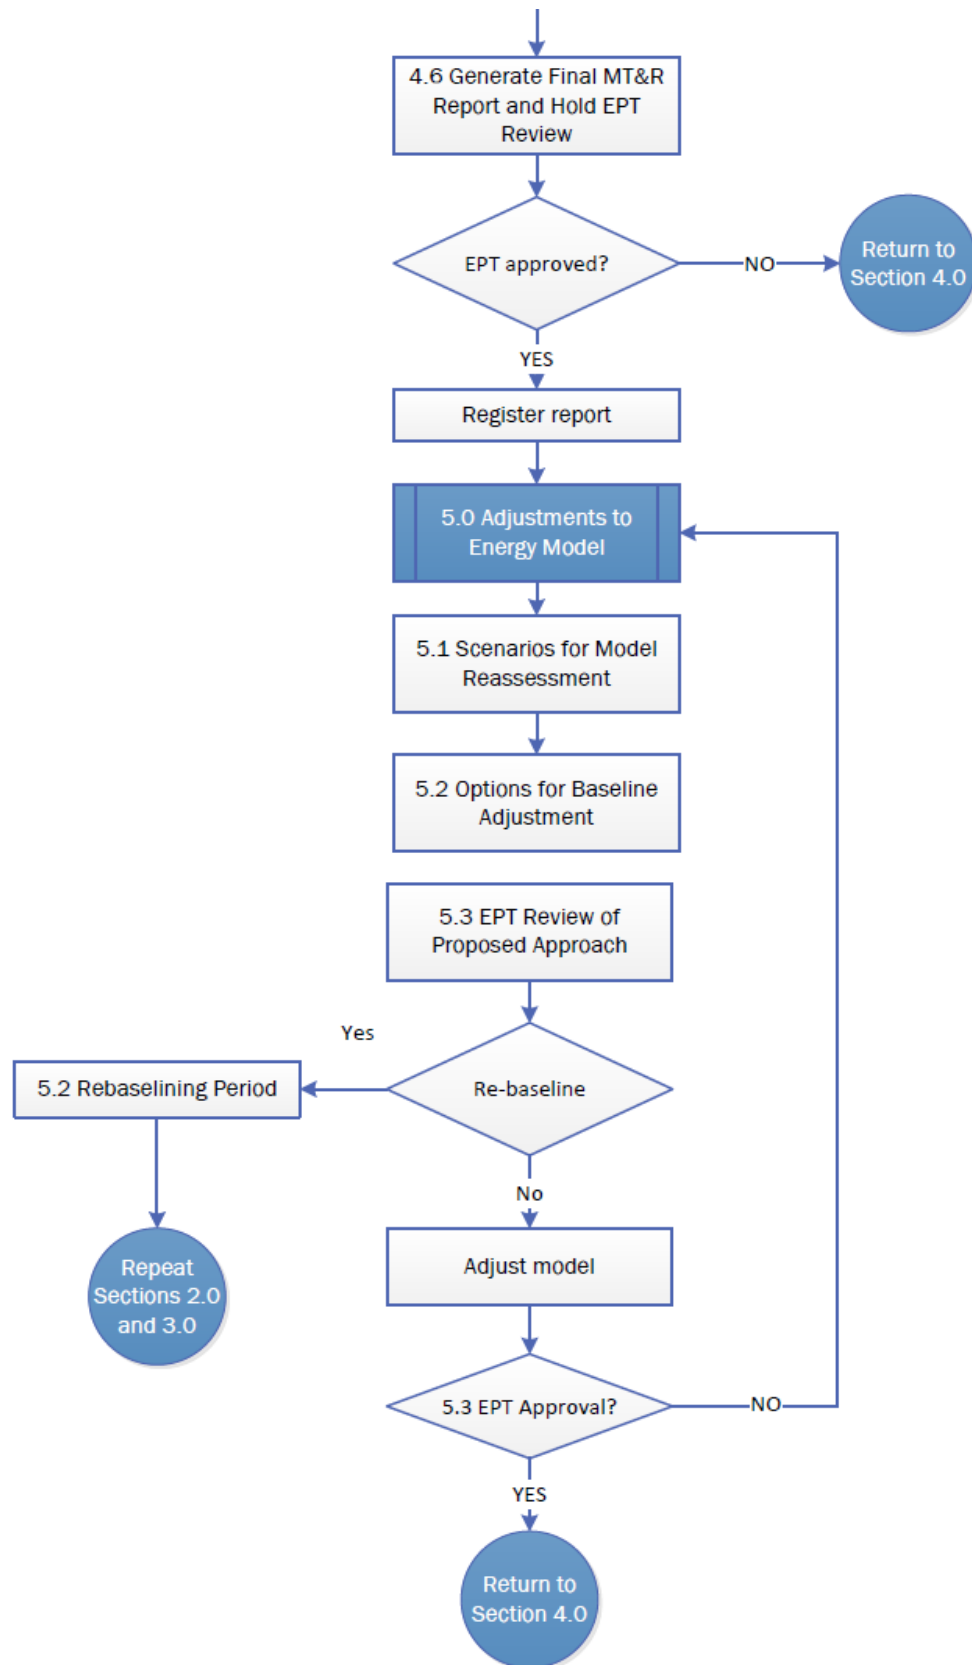 4.6 Generate Final MT&R
Report and Hold EPT
Review
EPT approved?
NO
Return to
Section 4.0
YES
Register report
5.0 Adjustments to
Energy Model
5.1 Scenarios for Model
Reassessment
5.2 Options for Baseline
Adjustment
5.3 EPT Review of
Proposed Approach
Yes
Re-baseline
5.2 Rebaselining Period
No
Repeat
Sections 2.0
and 3.0
Adjust model
5.3 EPT Approval?
NO
YES
Return to
Section 4.0